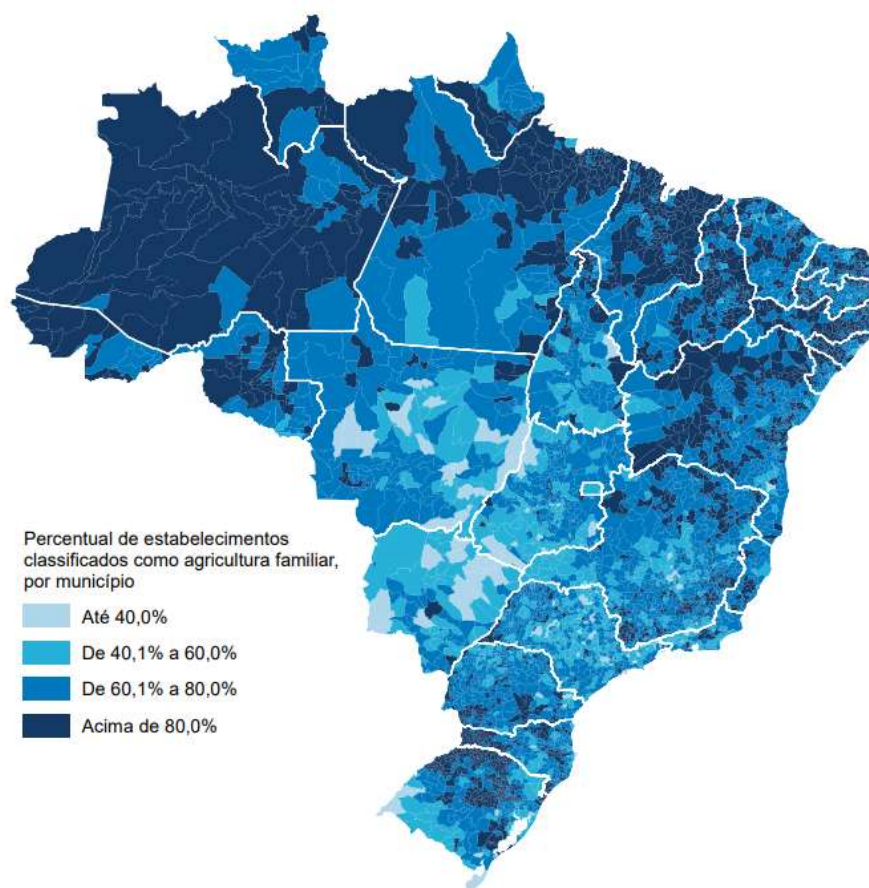 Percentual de estabelecimentos
classificados como agricultura familiar,
por município
Até 40,0%
De 40,1% a 60,0%
De 60,1% a 80,0%
Acima de 80,0%